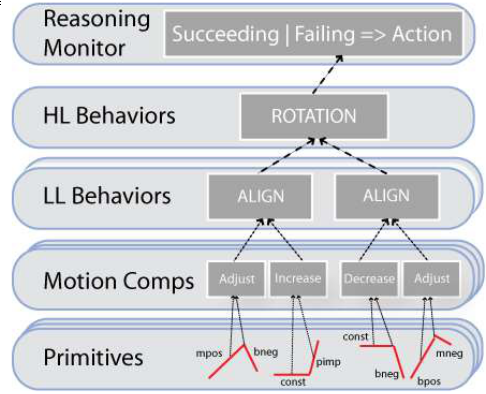 Reasoning
Monitor
Succeeding | Failing => Action
HL Behaviors
ROTATION
LL Behaviors
ALIGN
ALIGN
Motion Comps
Adjust
Increase
Decrease
Adjust
Primitives
mpos
bneg
const
pimp
const
bneg
bpos
mneg